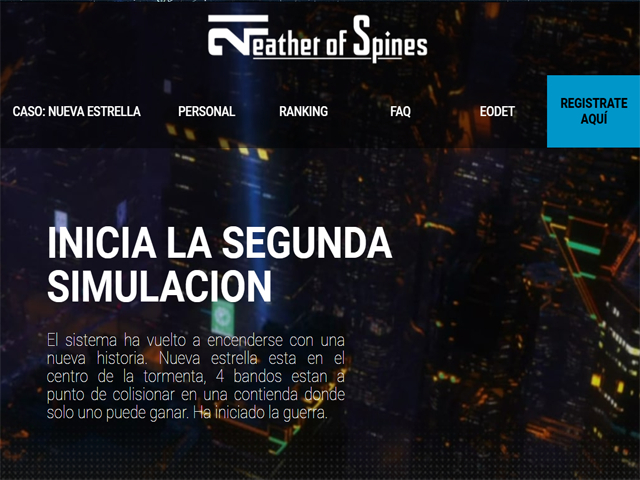 Neather of Spines
CASO: NUEVA ESTRELLA
PERSONAL
RANKING
FAQ
EODET
REGISTRATE
AQUÍ
INICIA LA SEGUNDA
SIMULACION
El sistema ha vuelto a encenderse con una
nueva historia. Nueva estrella esta en el
centro de la tormenta, 4 bandos estan a
punto de colisionar en una contienda donde
solo uno puede ganar. Ha iniciado la guerra.